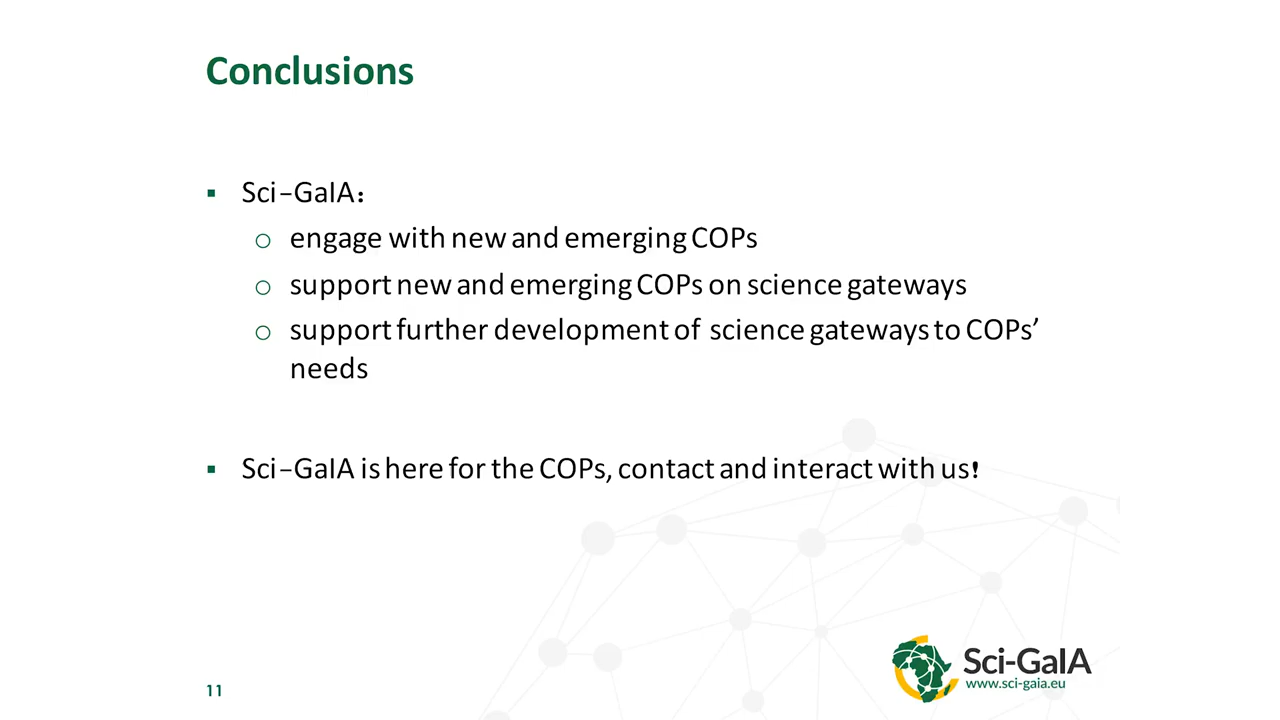 Conclusions
▪ Sci-GaIA:
o engage with new and emerging COPs
o support new and emerging COPs on science gateways
o support further development of science gateways to COPs’
needs
▪ Sci-GaIA is here for the COPs, contact and interact with us!
Sci-GaIA
www.sci-gaia.eu
11